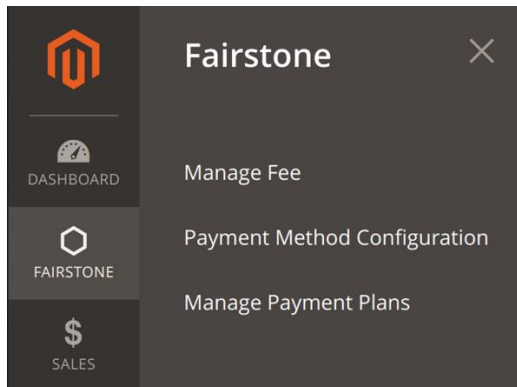 Fairstone
DASHBOARD
FAIRSTONE
$
SALES
Manage Fee
Payment Method Configuration
Manage Payment Plans